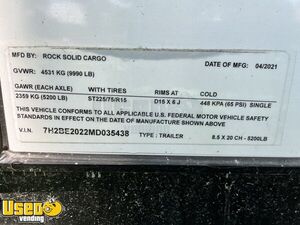 MFD BY: ROCK SOLID CARGO DATE OF MFG: 04/2021
GVWR: 4531 KG (9990 LB)
GAWR (EACH AXLE) WITH TIRES RIMS AT COLD
2359 KG (5200 LB) ST225/75/R15 D15 X 6 J 448 KPA (65 PSI) SINGLE
THIS VEHICLE CONFORMS TO ALL APPLICABLE U.S. FEDERAL MOTOR VEHICLE SAFETY
STANDARDS IN EFFECT ON THE DATE OF MANUFACTURE SHOWN ABOVE
V.I.N. 7H2BE2022MD035438 TYPE: TRAILER 8.5 X 20 CH - 5200LB
Used
vending